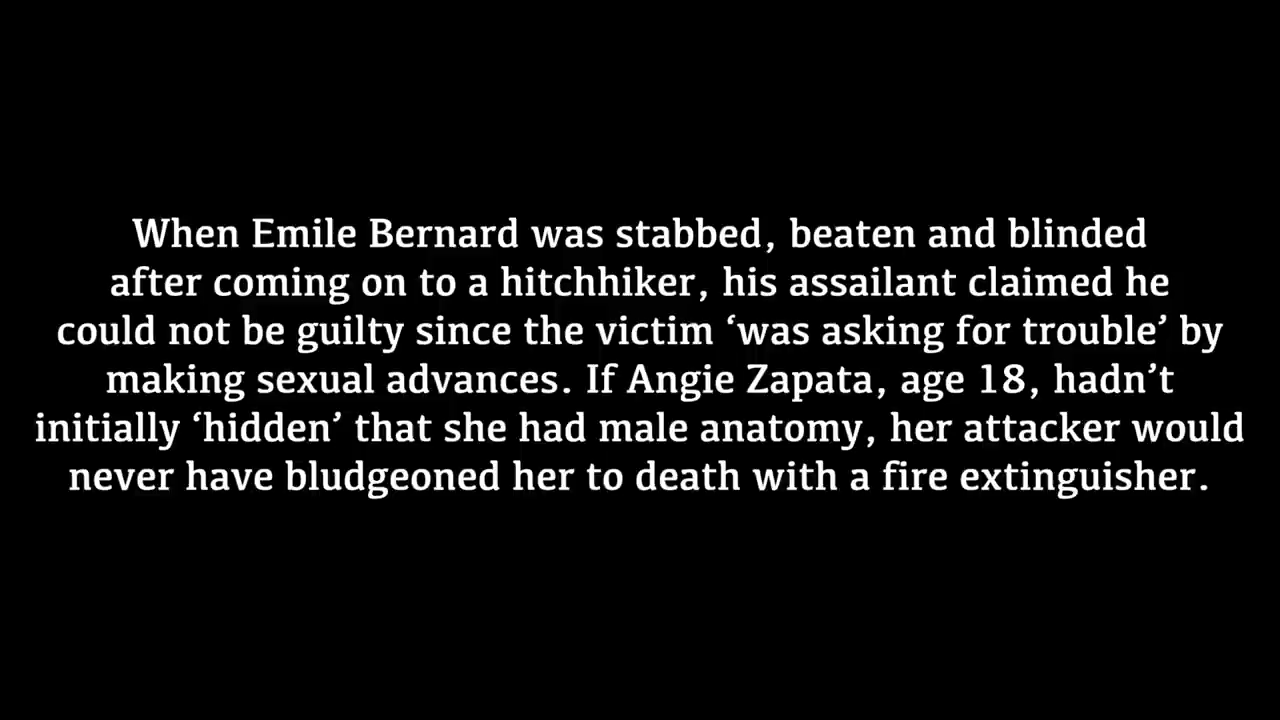 When Emile Bernard was stabbed, beaten and blinded
after coming on to a hitchhiker, his assailant claimed he
could not be guilty since the victim ‘was asking for trouble’ by
making sexual advances. If Angie Zapata, age 18, hadn’t
initially ‘hidden’ that she had male anatomy, her attacker would
never have bludgeoned her to death with a fire extinguisher.